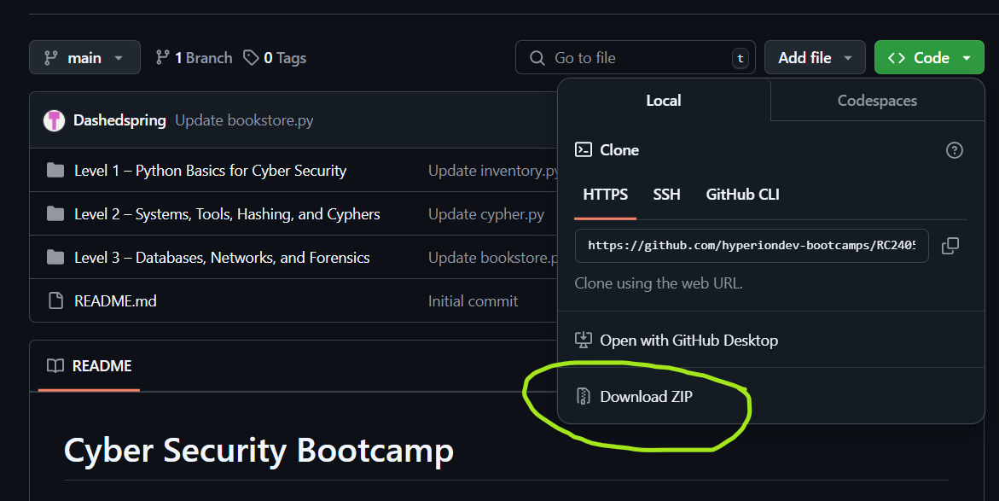 main 1 Branch 0 Tags Go to file t Add file Code
Local Codespaces
Dashedspring Update bookstore.py
Clone
Level 1 – Python Basics for Cyber Security Update inventory.py
HTTPS SSH GitHub CLI
Level 2 – Systems, Tools, Hashing, and Cyphers Update cypher.py
https://github.com/hyperiondev-bootcamps/RC2405
Level 3 – Databases, Networks, and Forensics Update bookstore.p
Clone using the web URL.
README.md Initial commit
Open with GitHub Desktop
README
Download ZIP
Cyber Security Bootcamp